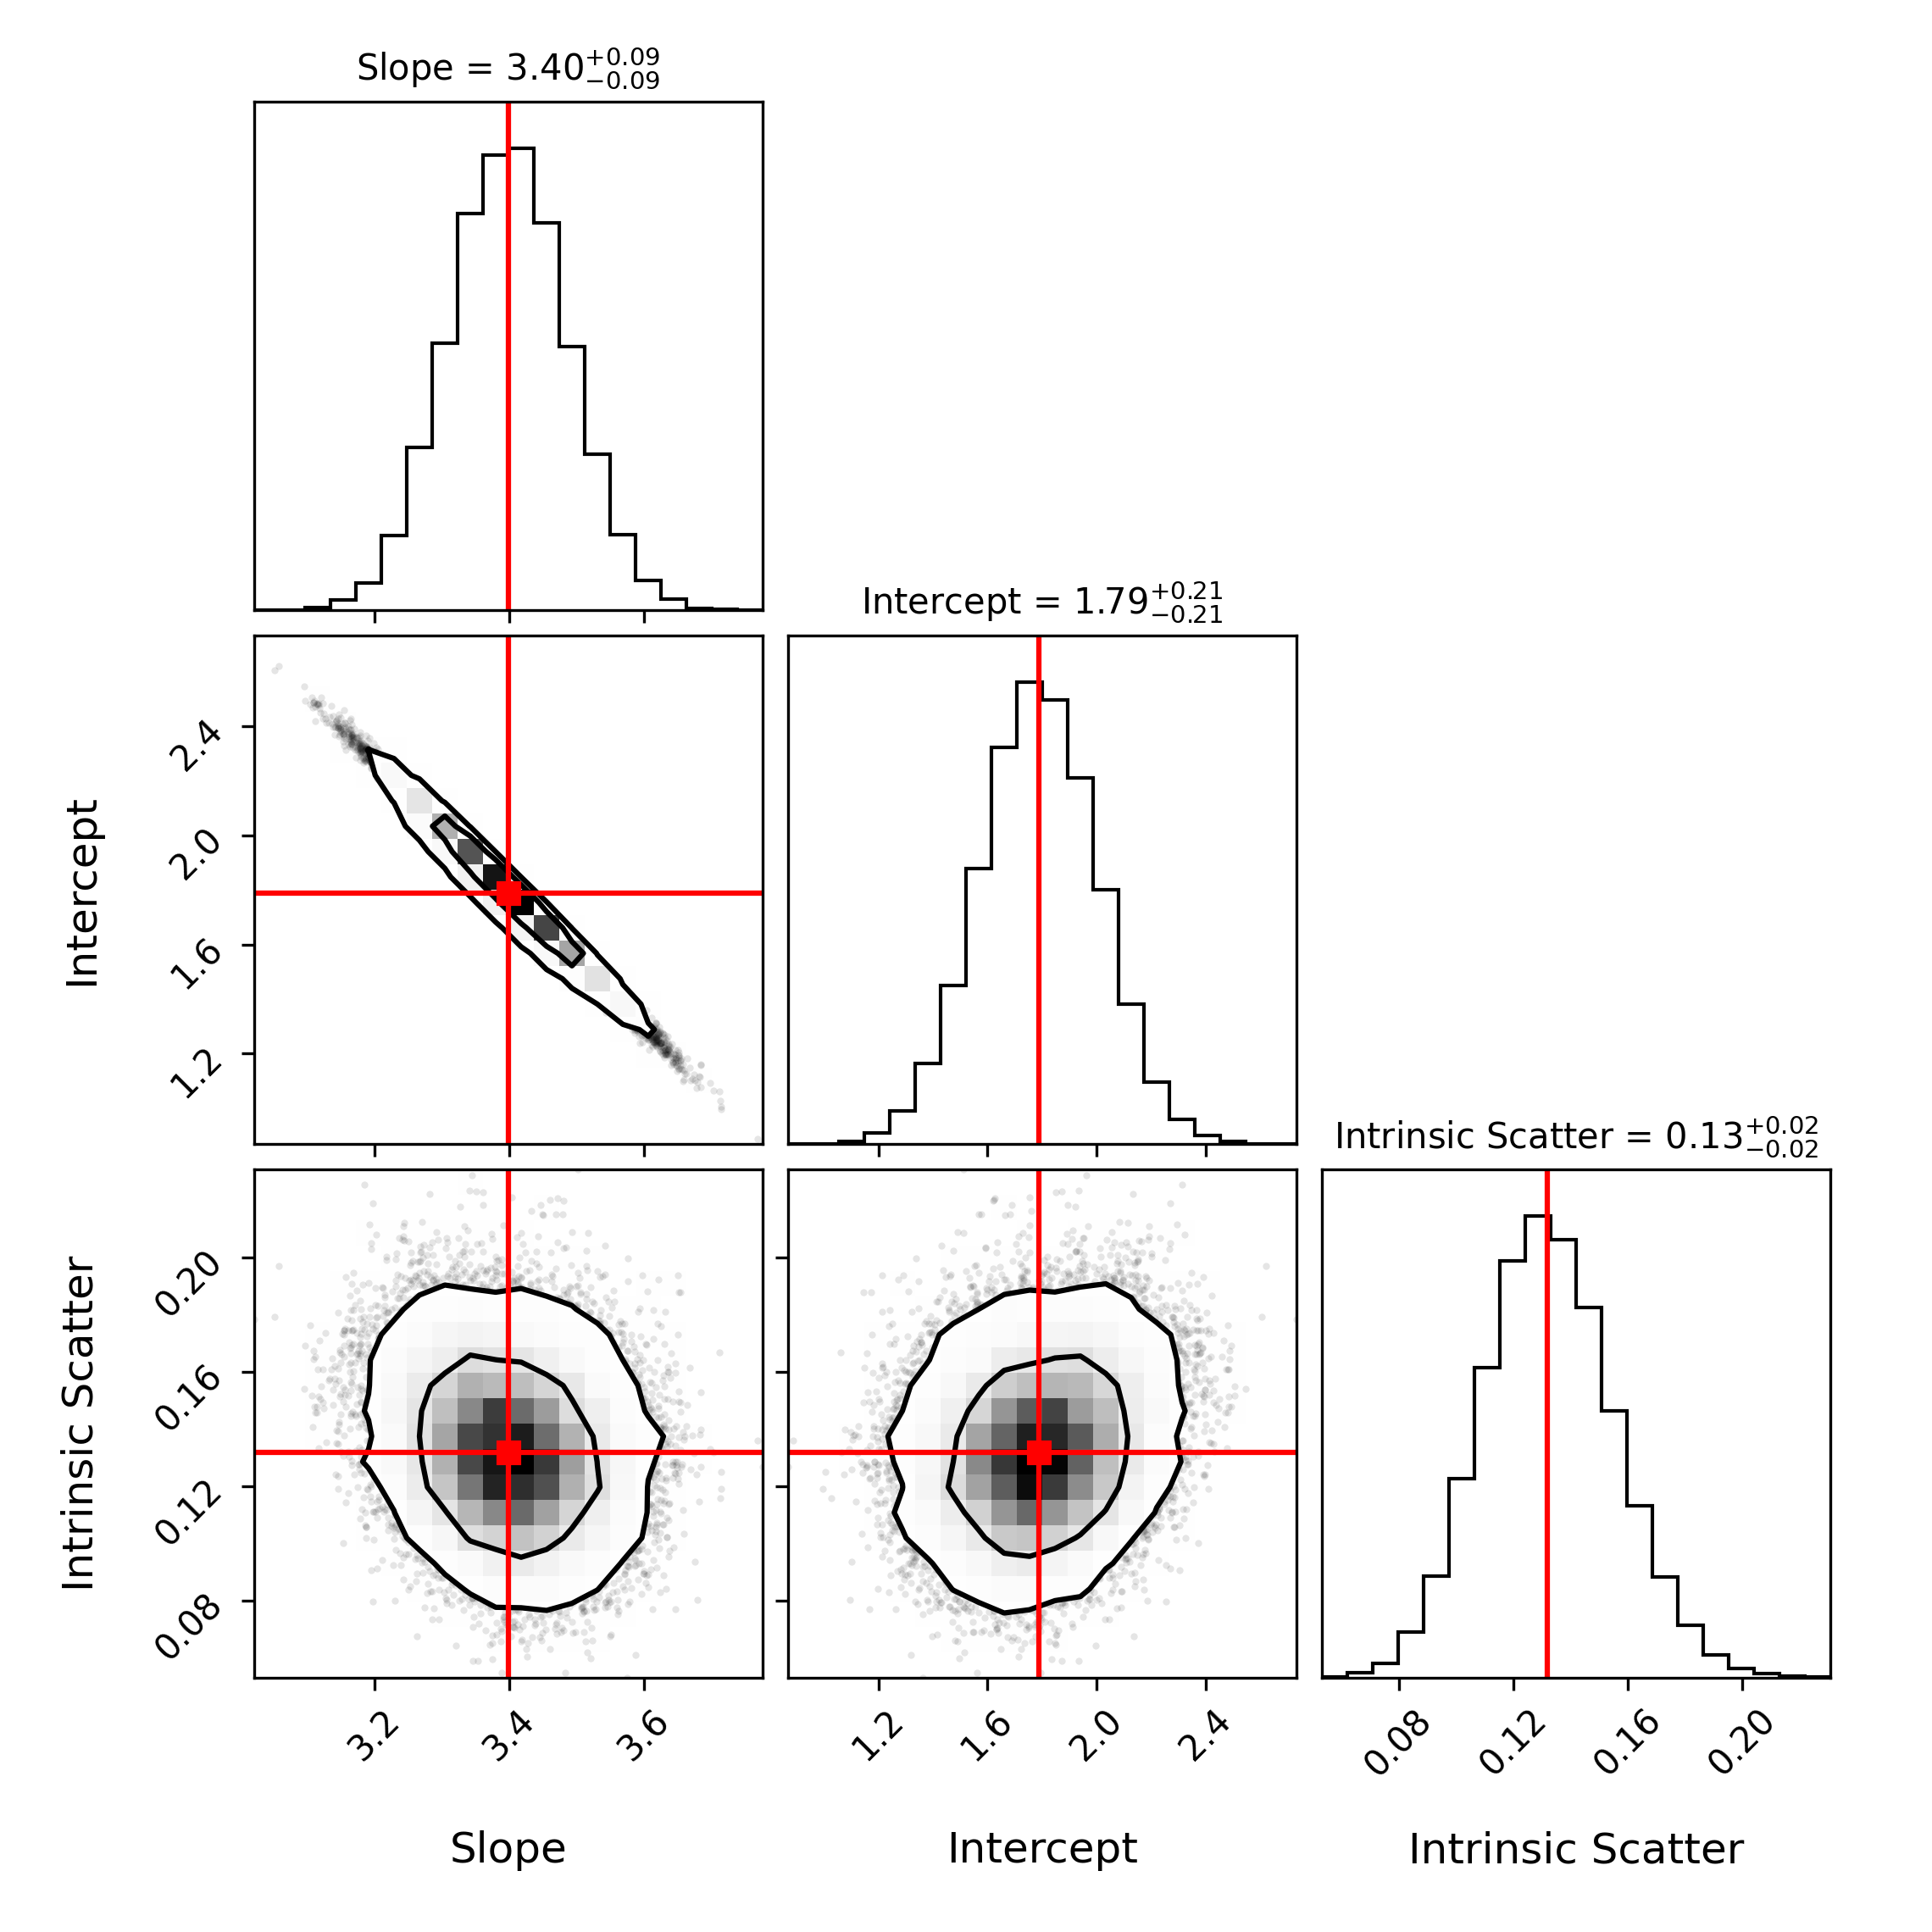 Slope = 3.40+0.09−0.09
Intercept = 1.79+0.21−0.21
2.4
2.0
1.6
1.2
Intercept
Intrinsic Scatter = 0.13+0.02−0.02
0.20
0.16
0.12
0.08
Intrinsic Scatter
3.2 3.4 3.6 1.2 1.6 2.0 2.4 0.08 0.12 0.16 0.20
Slope Intercept Intrinsic Scatter